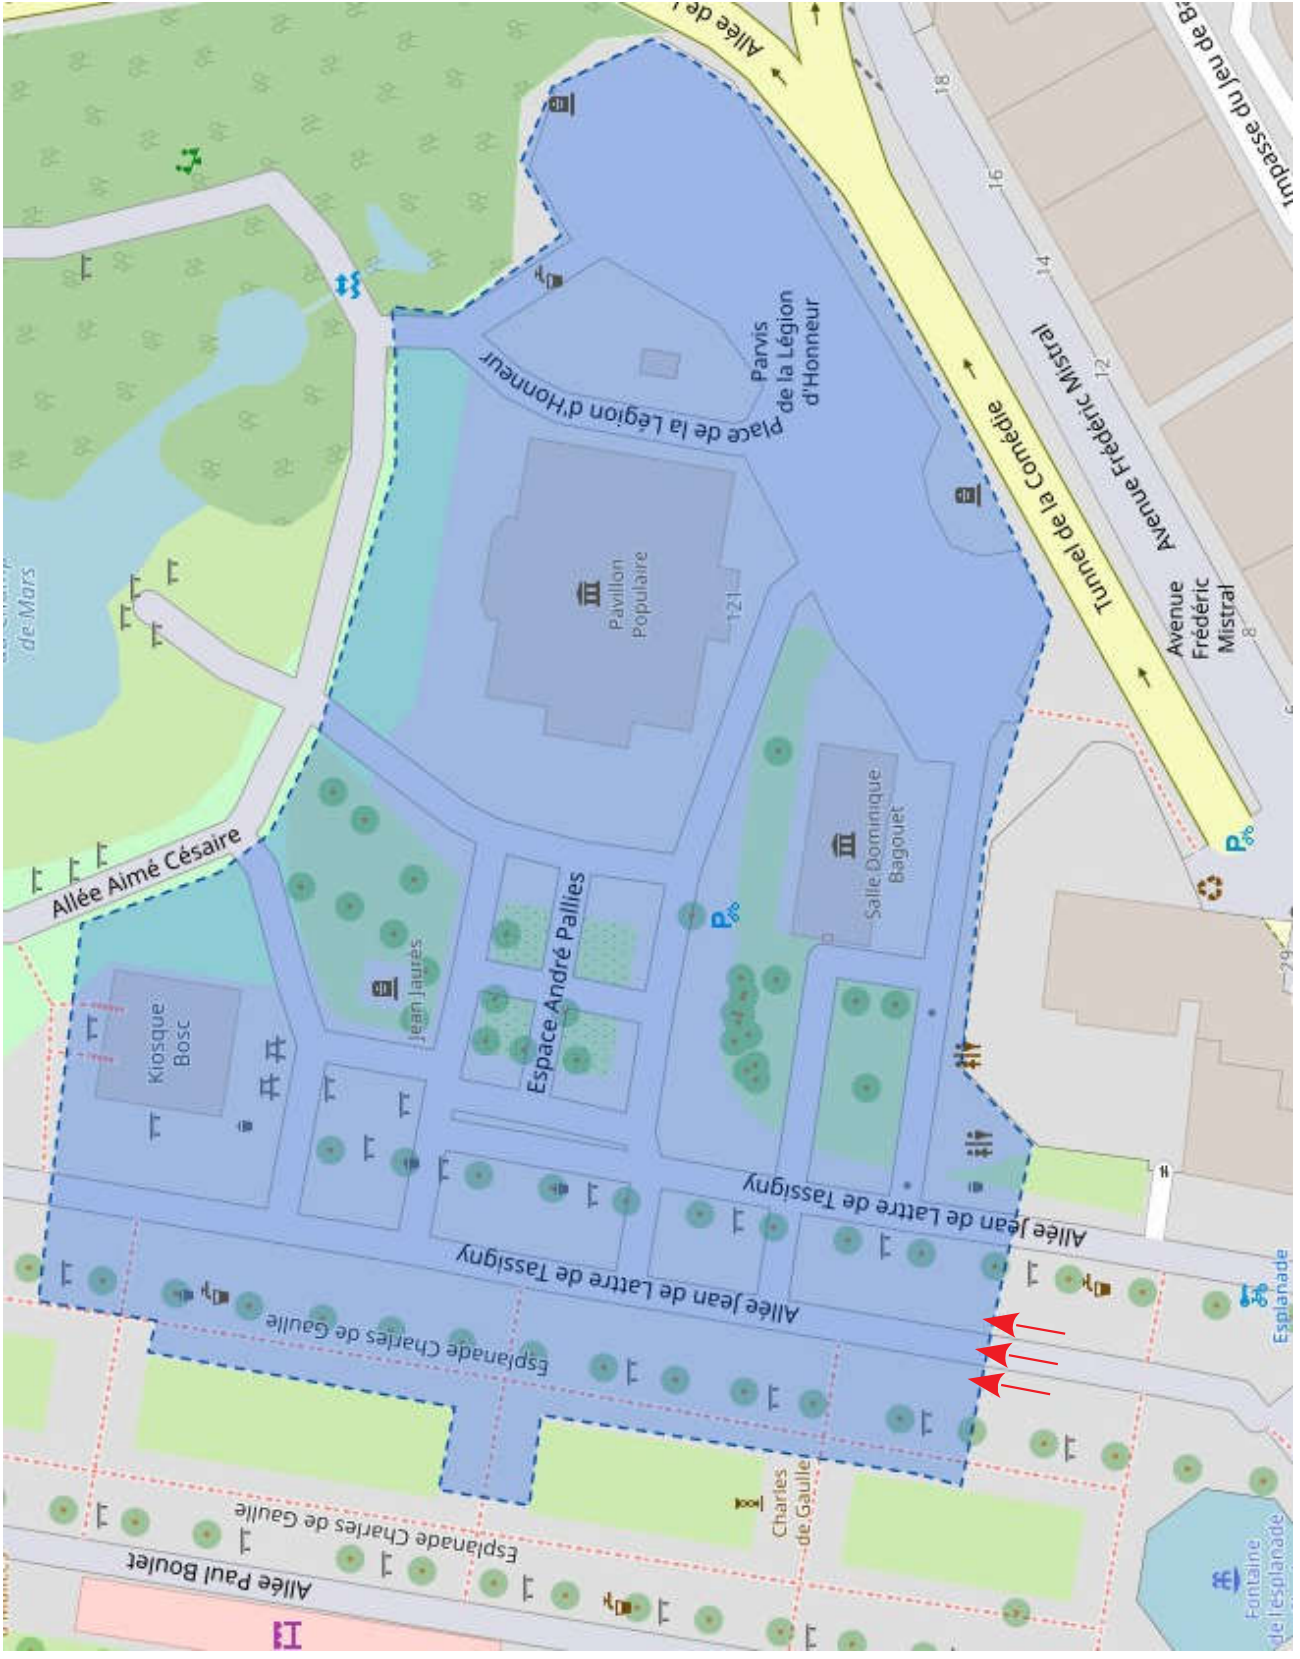 Allée de l
18
Impasse du Jeu de Ba
16
14
Avenue Frédéric Mistral
12
Tunnel de la Comédie
Parvis
de la Légion
d'Honneur
Place de la Légion d'Honneur
de Mars
Pavillon
Populaire
121
Avenue
Frédéric
Mistral
8
6
P
Allée Aimé Césaire
Salle Dominique
Bagouet
P
Espace André Pallies
Jean Jaurès
Kiosque
Bosc
29
Allée Jean de Lattre de Tassigny
Allée Jean de Lattre de Tassigny
Esplanade Charles de Gaulle
Esplanade
Charles
de Gaulle
Esplanade Charles de Gaulle
Allée Paul Boulet
Fontaine
de l'esplanade